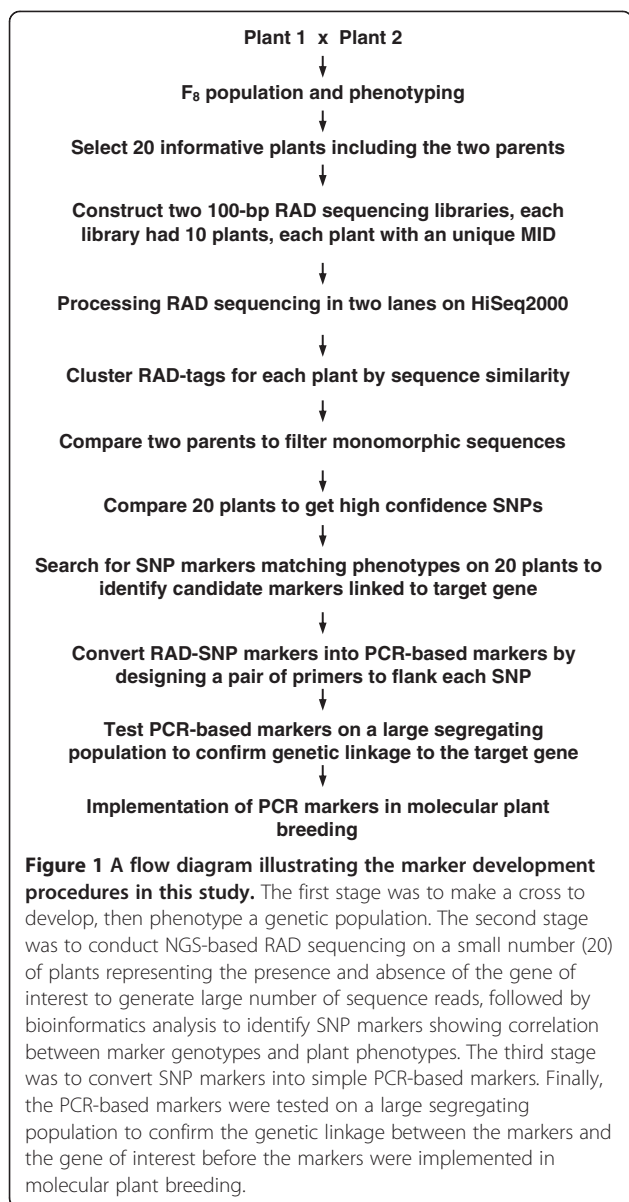 Plant 1 x Plant 2
↓
F₈ population and phenotyping
↓
Select 20 informative plants including the two parents
↓
Construct two 100-bp RAD sequencing libraries, each
library had 10 plants, each plant with an unique MID
↓
Processing RAD sequencing in two lanes on HiSeq2000
↓
Cluster RAD-tags for each plant by sequence similarity
↓
Compare two parents to filter monomorphic sequences
↓
Compare 20 plants to get high confidence SNPs
↓
Search for SNP markers matching phenotypes on 20 plants to
identify candidate markers linked to target gene
↓
Convert RAD-SNP markers into PCR-based markers by
designing a pair of primers to flank each SNP
↓
Test PCR-based markers on a large segregating
population to confirm genetic linkage to the target gene
↓
Implementation of PCR markers in molecular plant
breeding
Figure 1 A flow diagram illustrating the marker development
procedures in this study. The first stage was to make a cross to
develop, then phenotype a genetic population. The second stage
was to conduct NGS-based RAD sequencing on a small number (20)
of plants representing the presence and absence of the gene of
interest to generate large number of sequence reads, followed by
bioinformatics analysis to identify SNP markers showing correlation
between marker genotypes and plant phenotypes. The third stage
was to convert SNP markers into simple PCR-based markers. Finally,
the PCR-based markers were tested on a large segregating
population to confirm the genetic linkage between the markers and
the gene of interest before the markers were implemented in
molecular plant breeding.